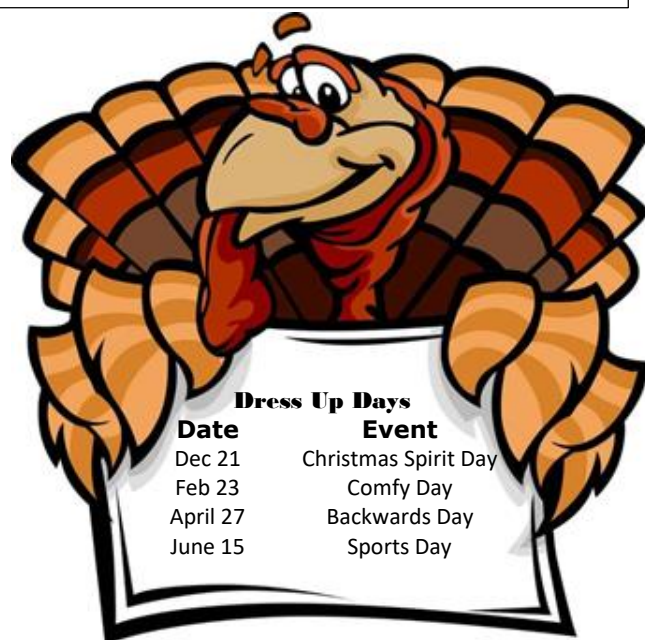 Dress Up Days
Date Event
Dec 21 Christmas Spirit Day
Feb 23 Comfy Day
April 27 Backwards Day
June 15 Sports Day